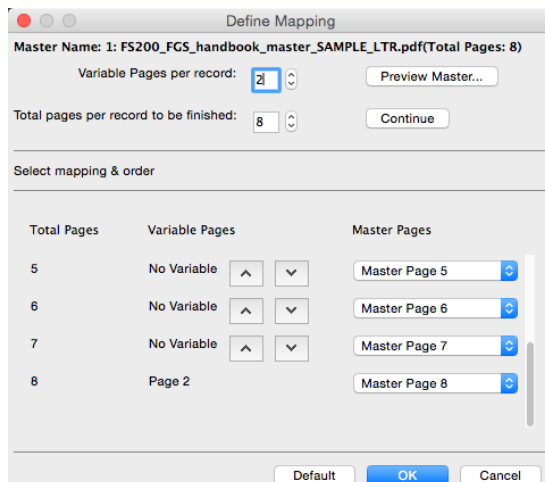 Define Mapping
Master Name: 1: FS200_FGS_handbook_master_SAMPLE_LTR.pdf(Total Pages: 8)
Variable Pages per record: 2 Preview Master...
Total pages per record to be finished: 8 Continue
Select mapping & order
Total Pages Variable Pages Master Pages
5 No Variable Master Page 5
6 No Variable Master Page 6
7 No Variable Master Page 7
8 Page 2 Master Page 8
Default OK Cancel